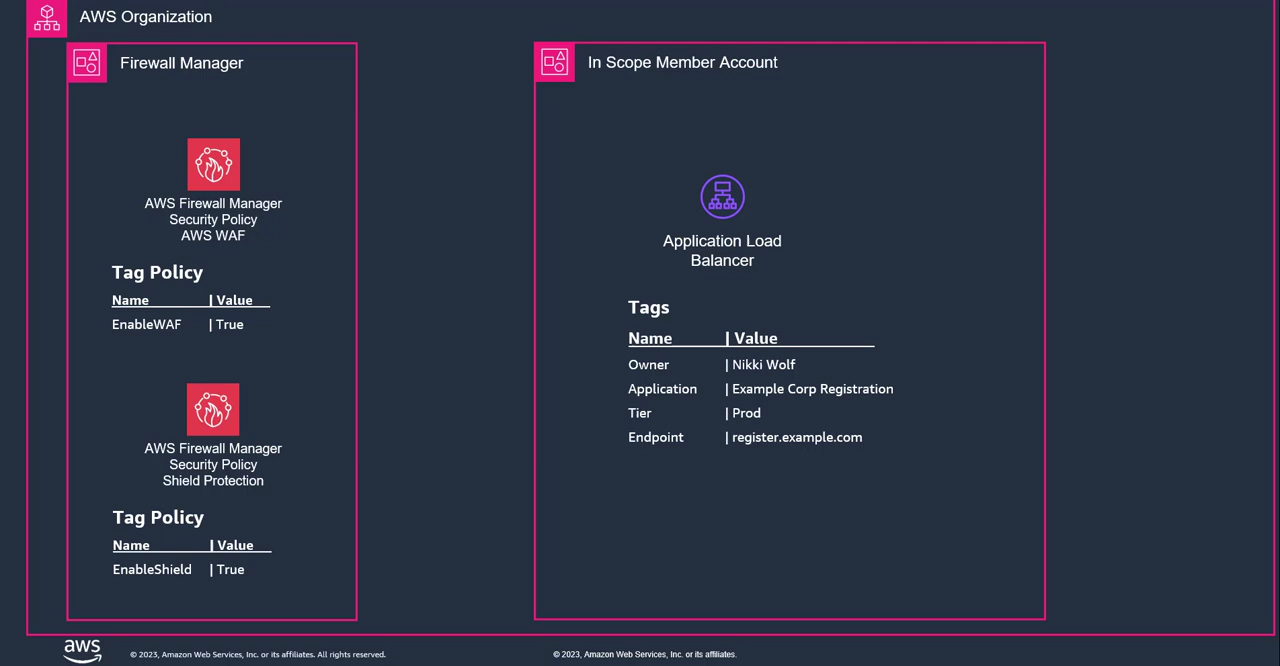 AWS Organization
Firewall Manager
AWS Firewall Manager
Security Policy
AWS WAF
Tag Policy
Name | Value
EnableWAF | True
AWS Firewall Manager
Security Policy
Shield Protection
Tag Policy
Name | Value
EnableShield | True
In Scope Member Account
Application Load
Balancer
Tags
Name | Value
Owner | Nikki Wolf
Application | Example Corp Registration
Tier | Prod
Endpoint | register.example.com
aws
© 2023, Amazon Web Services, Inc. or its affiliates. All rights reserved.
© 2023, Amazon Web Services, Inc. or its affiliates.